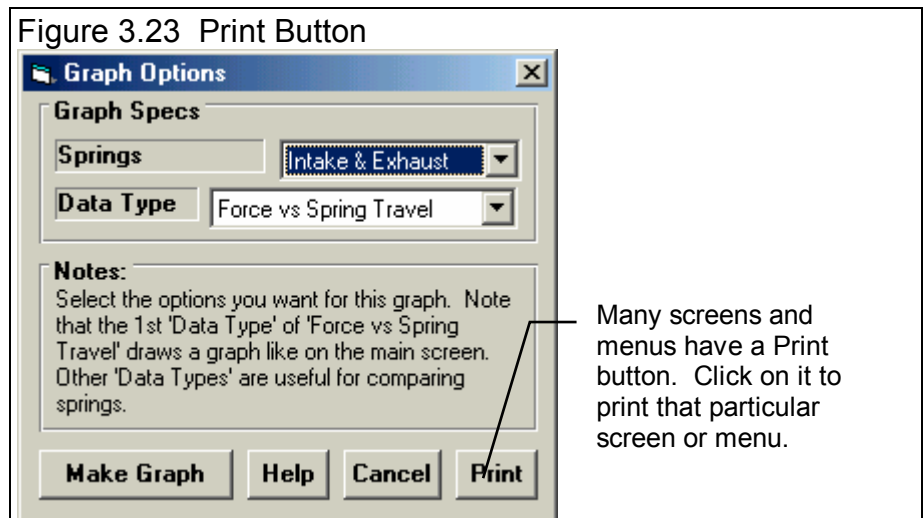 Figure 3.23  Print Button
Graph Options
Graph Specs
Springs
Intake & Exhaust
Data Type
Force vs Spring Travel
Notes:
Select the options you want for this graph.  Note
that the 1st 'Data Type' of 'Force vs Spring
Travel' draws a graph like on the main screen.
Other 'Data Types' are useful for comparing
springs.
Make Graph
Help
Cancel
Print
Many screens and
menus have a Print
button.  Click on it to
print that particular
screen or menu.